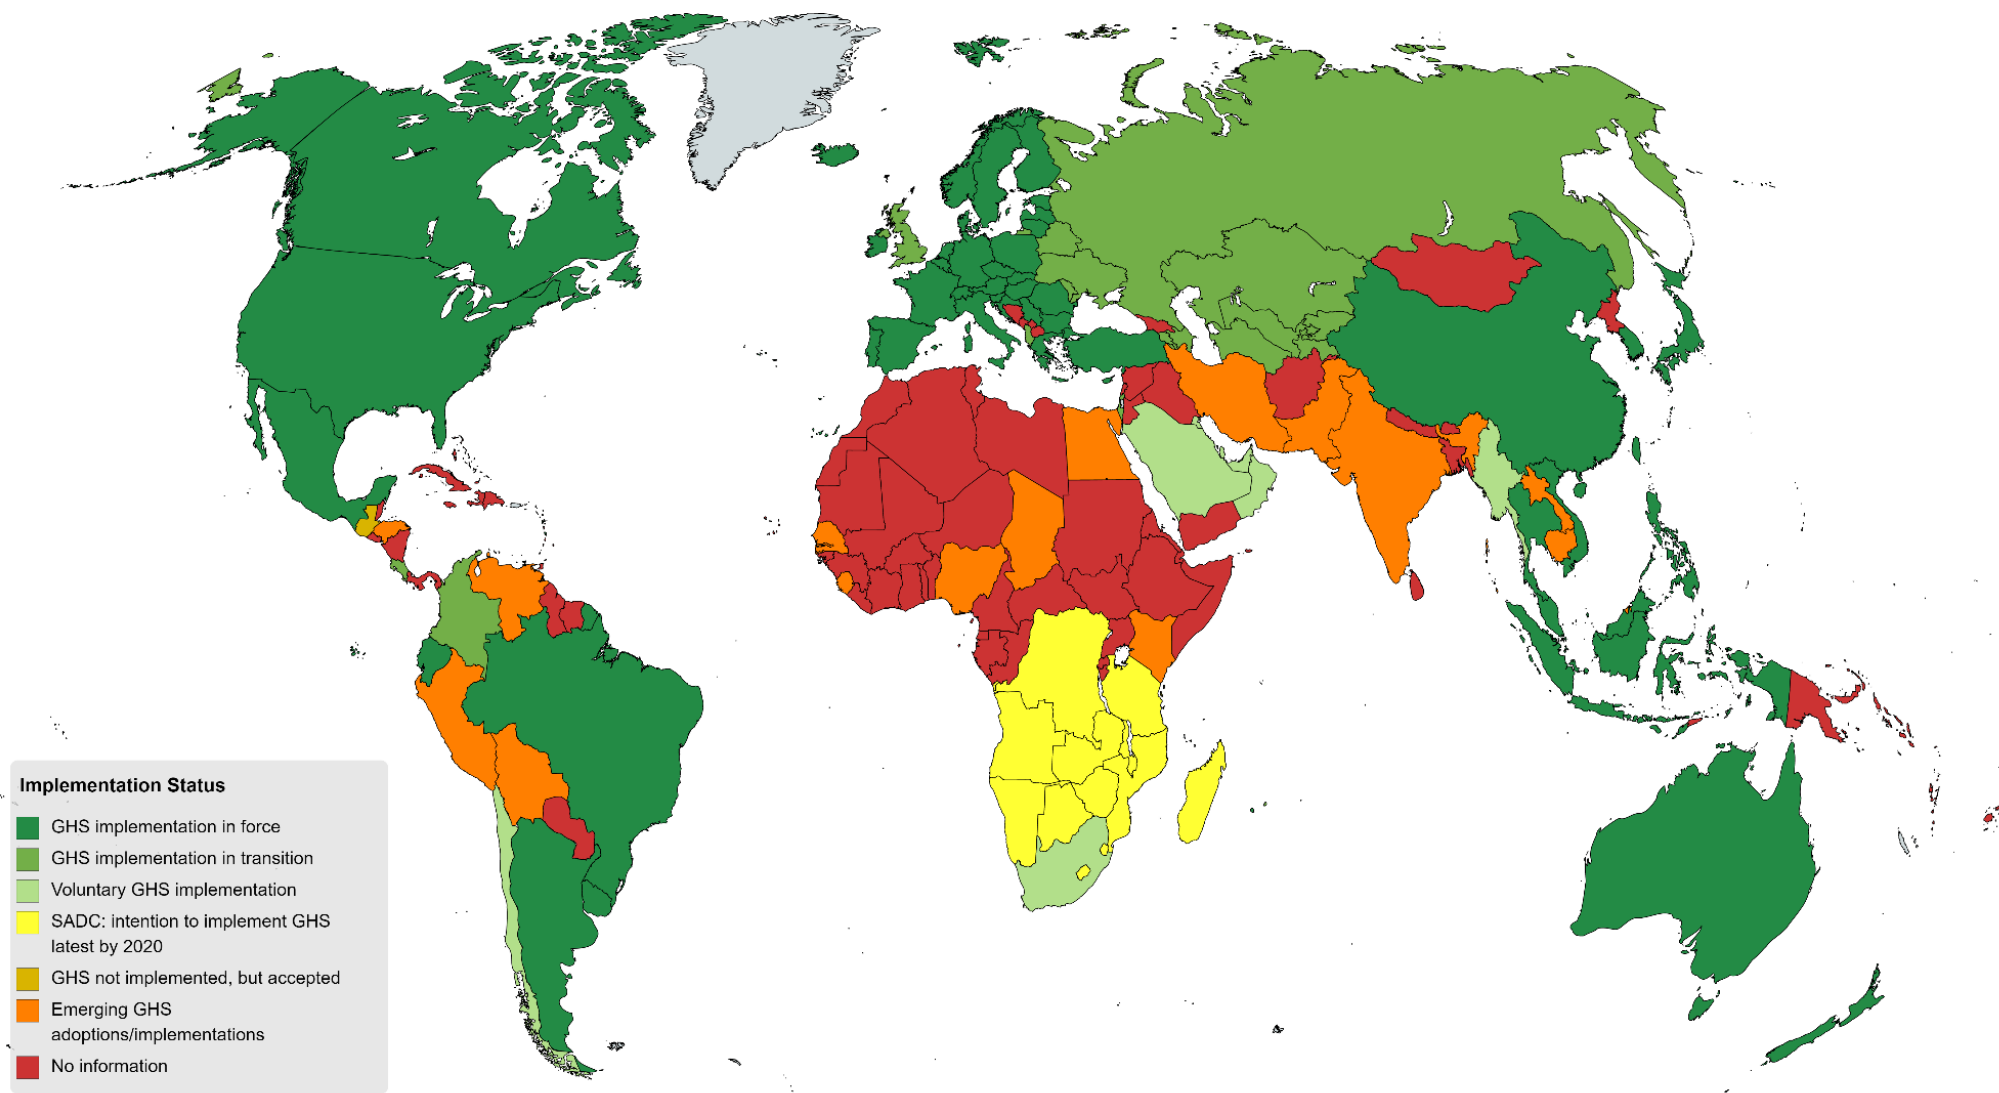 Implementation Status
GHS implementation in force
GHS implementation in transition
Voluntary GHS implementation
SADC: intention to implement GHS
latest by 2020
GHS not implemented, but accepted
Emerging GHS
adoptions/implementations
No information